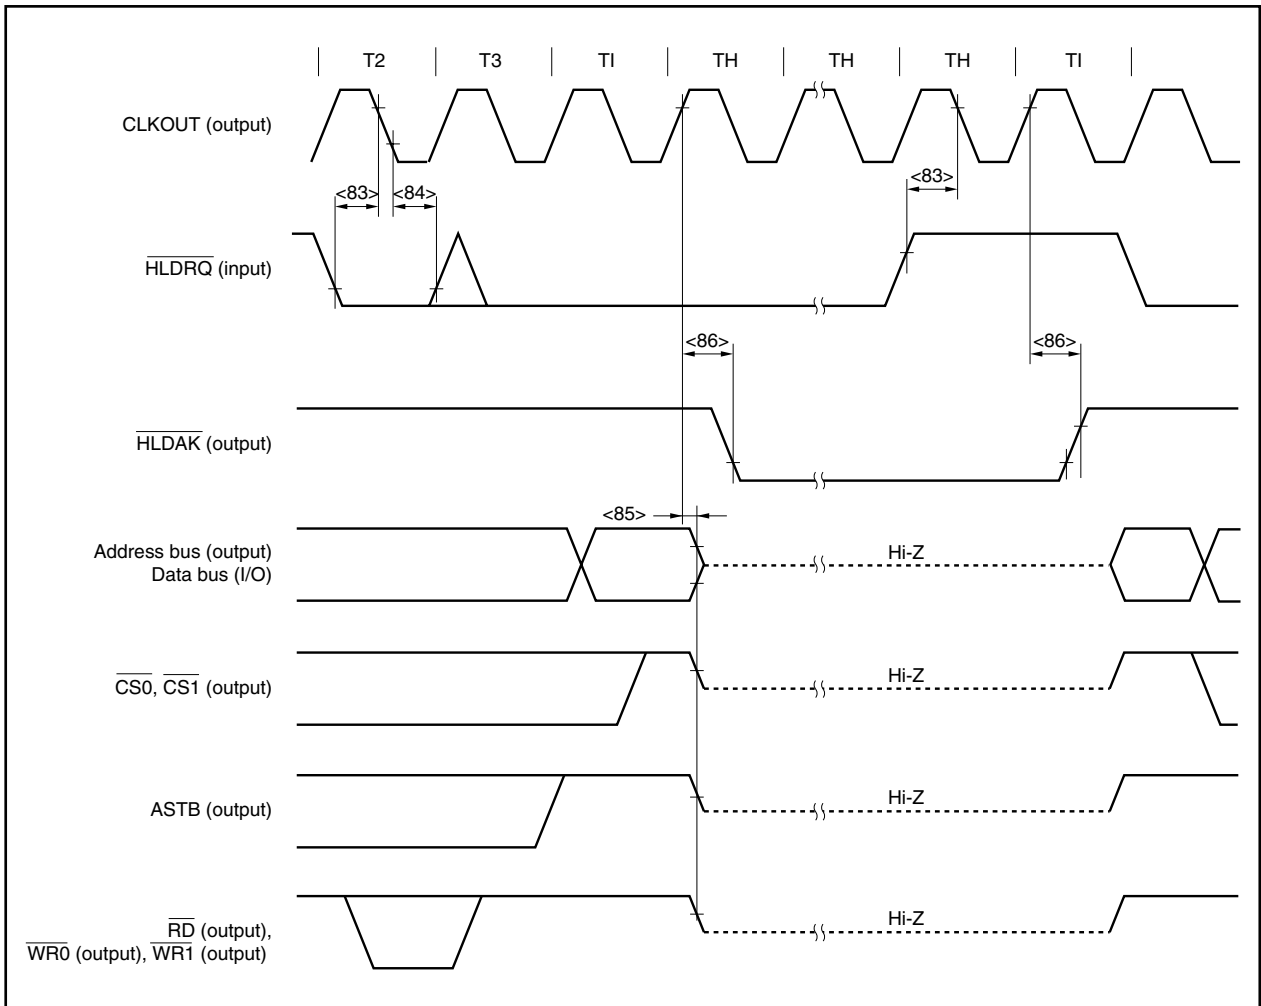 T2 T3 TI TH TH TH TI
CLKOUT (output)
<83> <84> <83>
HLDRQ (input)
<86> <86>
HLDAK (output)
<85>
Address bus (output)
Data bus (I/O)
Hi-Z
CS0, CS1 (output)
Hi-Z
ASTB (output)
Hi-Z
RD (output),
WR0 (output), WR1 (output)
Hi-Z